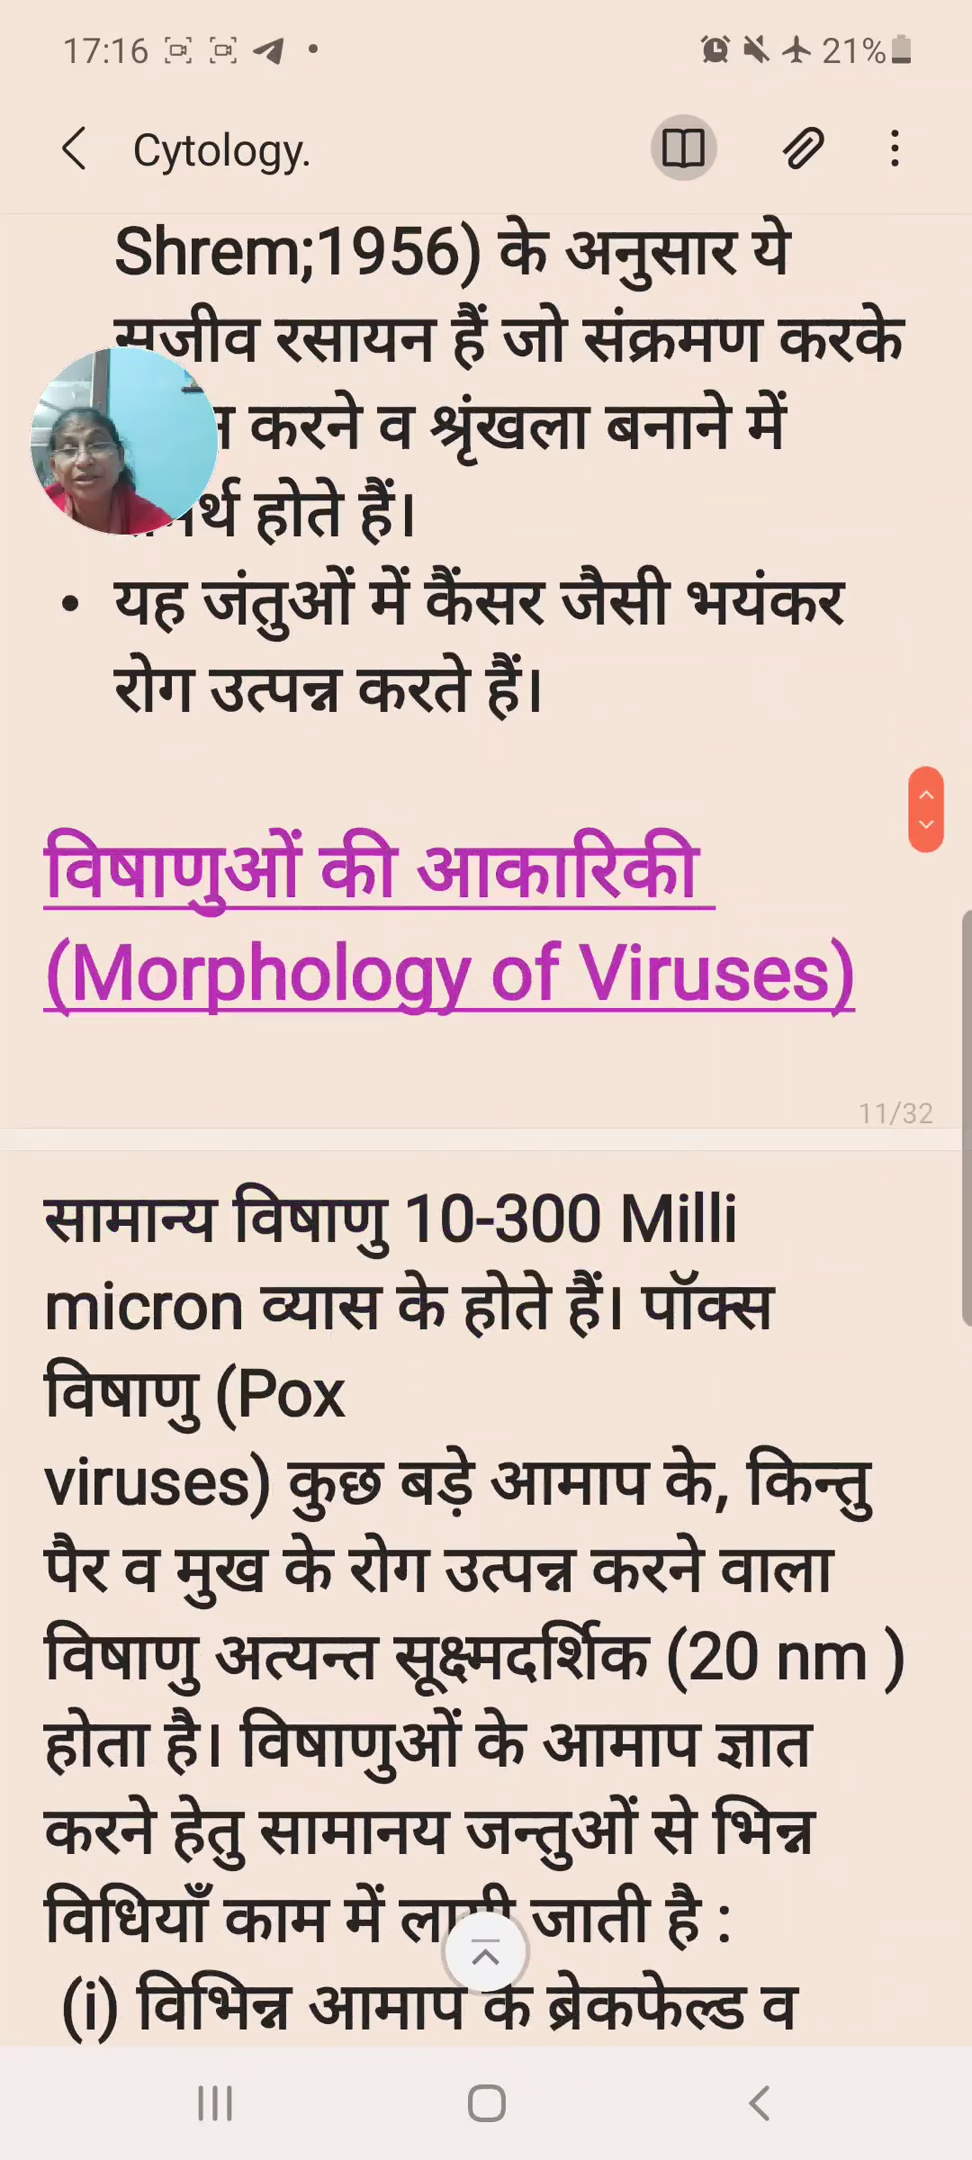 17:16
21%
Cytology.
Shrem;1956) के अनुसार ये
सजीव रसायन हैं जो संक्रमण करके
करने व श्रृंखला बनाने में
होते हैं।
• यह जंतुओं में कैंसर जैसी भयंकर
रोग उत्पन्न करते हैं।
विषाणुओं की आकारिकी
(Morphology of Viruses)
11/32
सामान्य विषाणु 10-300 Milli
micron व्यास के होते हैं। पॉक्स
विषाणु (Pox
viruses) कुछ बड़े आमाप के, किन्तु
पैर व मुख के रोग उत्पन्न करने वाला
विषाणु अत्यन्त सूक्ष्मदर्शिक (20 nm )
होता है। विषाणुओं के आमाप ज्ञात
करने हेतु सामानय जन्तुओं से भिन्न
विधियाँ काम में जाती है :
(i) विभिन्न आमाप के ब्रेकफेल्ड व